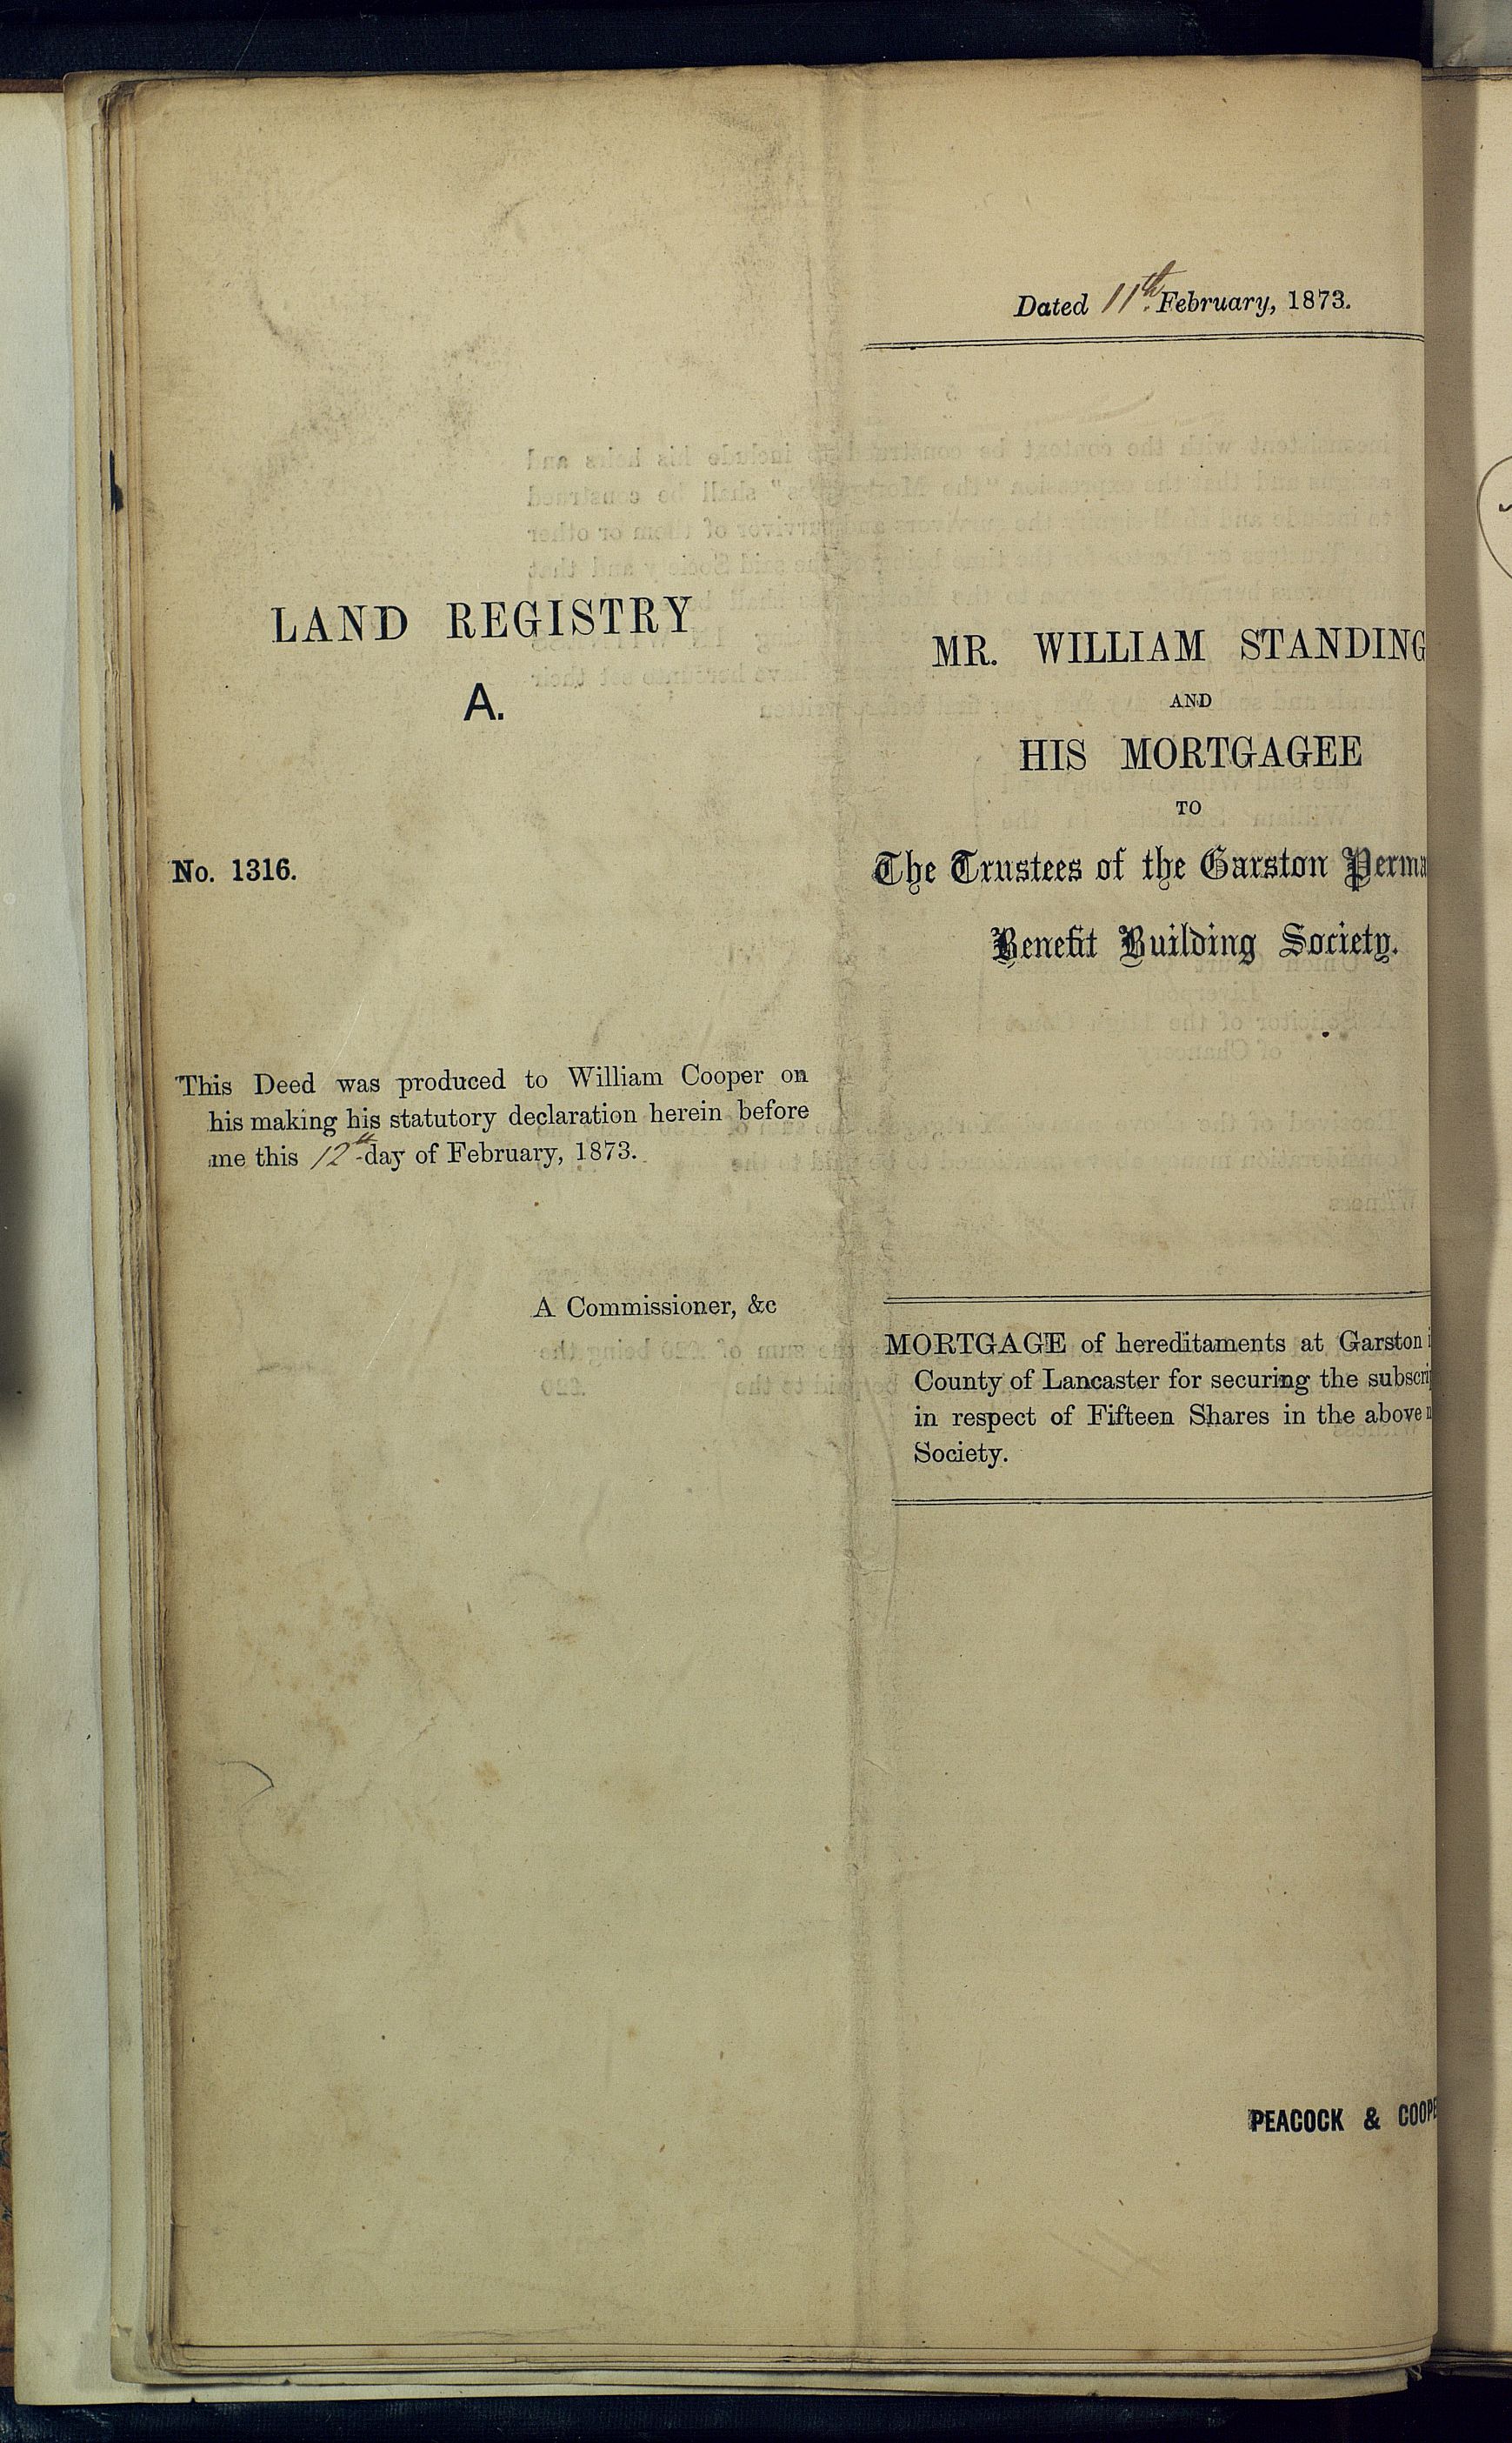 LAND REGISTRY
A.
No. 1316.
This Deed was produced to William Cooper on
his making his statutory declaration herein before
me this 12th day of February, 1873.
A Commissioner, &c
Dated 11th February, 1873.
MR. WILLIAM STANDING
AND
HIS MORTGAGEE
TO
The Trustees of the Garston Perma
Benefit Building Society.
MORTGAGE of hereditaments at Garston i
County of Lancaster for securing the subscri
in respect of Fifteen Shares in the above n
Society.
PEACOCK & COOPE